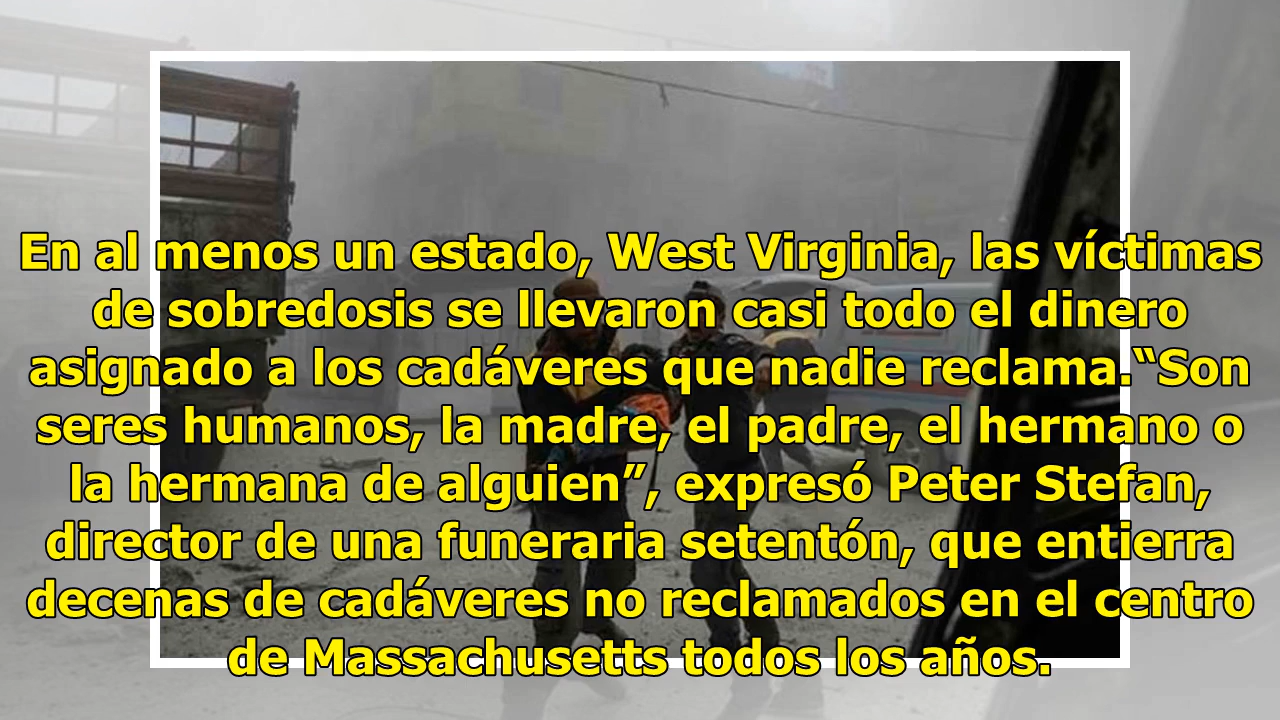 En al menos un estado, West Virginia, las víctimas
de sobredosis se llevaron casi todo el dinero
asignado a los cadáveres que nadie reclama.“Son
seres humanos, la madre, el padre, el hermano o
la hermana de alguien”, expresó Peter Stefan,
director de una funeraria setentón, que entierra
decenas de cadáveres no reclamados en el centro
de Massachusetts todos los años.